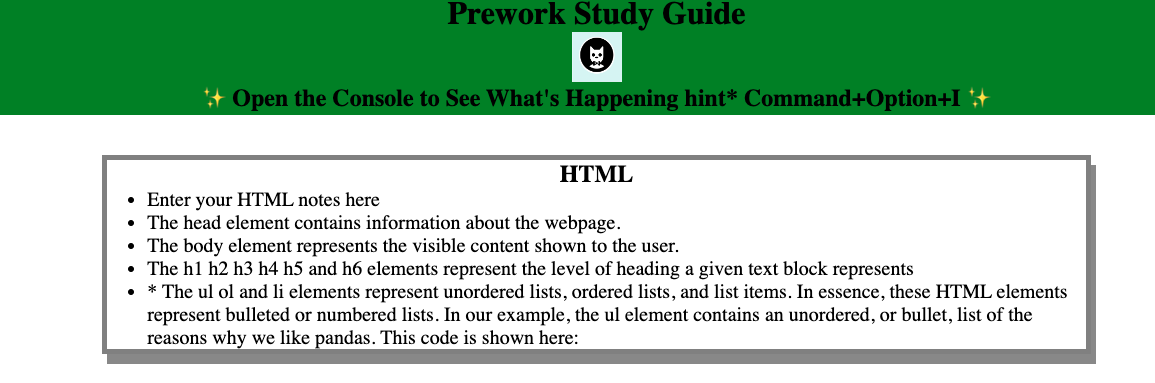 Prework Study Guide
✨ Open the Console to See What's Happening hint* Command+Option+I ✨
HTML
• Enter your HTML notes here
• The head element contains information about the webpage.
• The body element represents the visible content shown to the user.
• The h1 h2 h3 h4 h5 and h6 elements represent the level of heading a given text block represents
• * The ul ol and li elements represent unordered lists, ordered lists, and list items. In essence, these HTML elements
represent bulleted or numbered lists. In our example, the ul element contains an unordered, or bullet, list of the
reasons why we like pandas. This code is shown here: